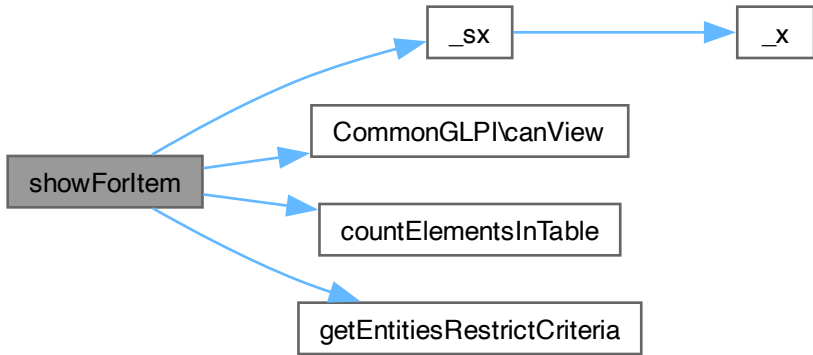 _sx
_x
CommonGLPI\canView
showForItem
countElementsInTable
getEntitiesRestrictCriteria